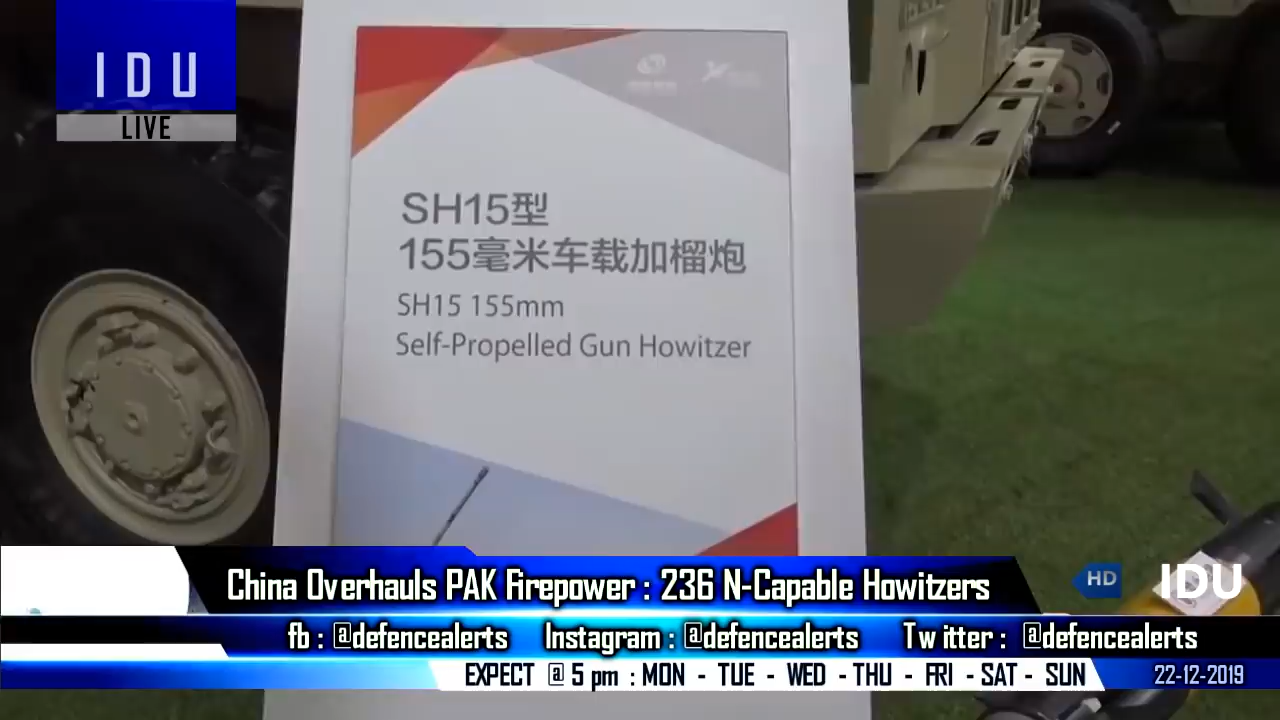 IDU
LIVE
SH15型
155毫米车载加榴炮
SH15 155mm
Self-Propelled Gun Howitzer
China Overhauls PAK Firepower : 236 N-Capable Howitzers
HD
IDU
fb : @defencealerts Instagram : @defencealerts Twitter : @defencealerts
EXPECT @ 5 pm : MON - TUE - WED - THU - FRI - SAT - SUN
22-12-2019